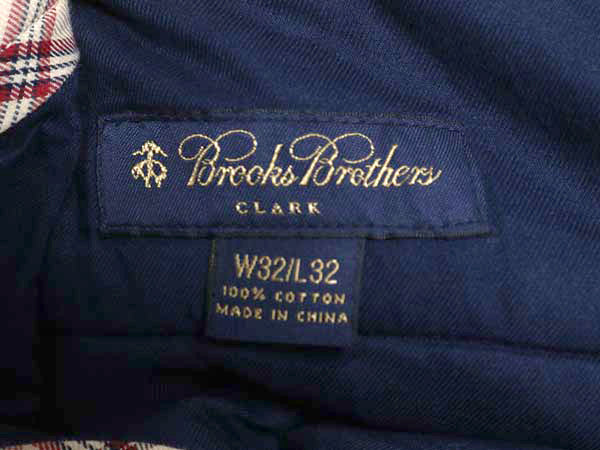 Brooks Brothers
CLARK
W32/L32
100% COTTON
MADE IN CHINA